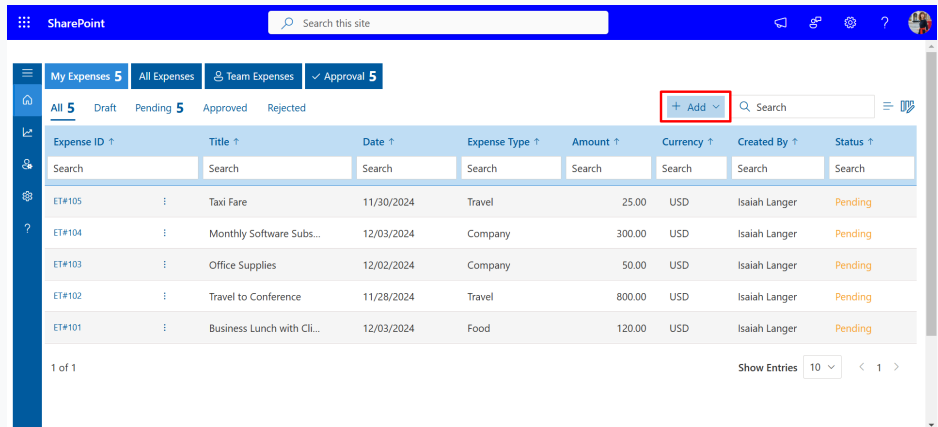 SharePoint Search this site ?
My Expenses 5 All Expenses Team Expenses Approval 5
All 5 Draft Pending 5 Approved Rejected + Add Search
Expense ID ↑ Title ↑ Date ↑ Expense Type ↑ Amount ↑ Currency ↑ Created By ↑ Status ↑
Search Search Search Search Search Search Search Search
ET#105 Taxi Fare 11/30/2024 Travel 25.00 USD Isaiah Langer Pending
? ET#104 Monthly Software Subs... 12/03/2024 Company 300.00 USD Isaiah Langer Pending
ET#103 Office Supplies 12/02/2024 Company 50.00 USD Isaiah Langer Pending
ET#102 Travel to Conference 11/28/2024 Travel 800.00 USD Isaiah Langer Pending
ET#101 Business Lunch with Cli... 12/03/2024 Food 120.00 USD Isaiah Langer Pending
1 of 1 Show Entries 10 < 1 >